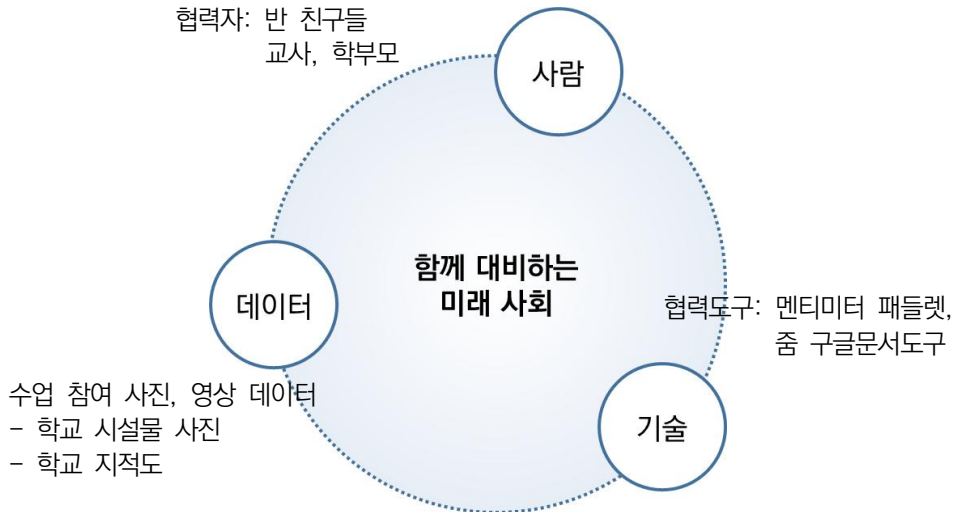 협력자: 반 친구들
교사, 학부모
사람
함께 대비하는
미래 사회
데이터
협력도구: 멘티미터 패들렛,
줌 구글문서도구
수업 참여 사진, 영상 데이터
- 학교 시설물 사진
- 학교 지적도
기술